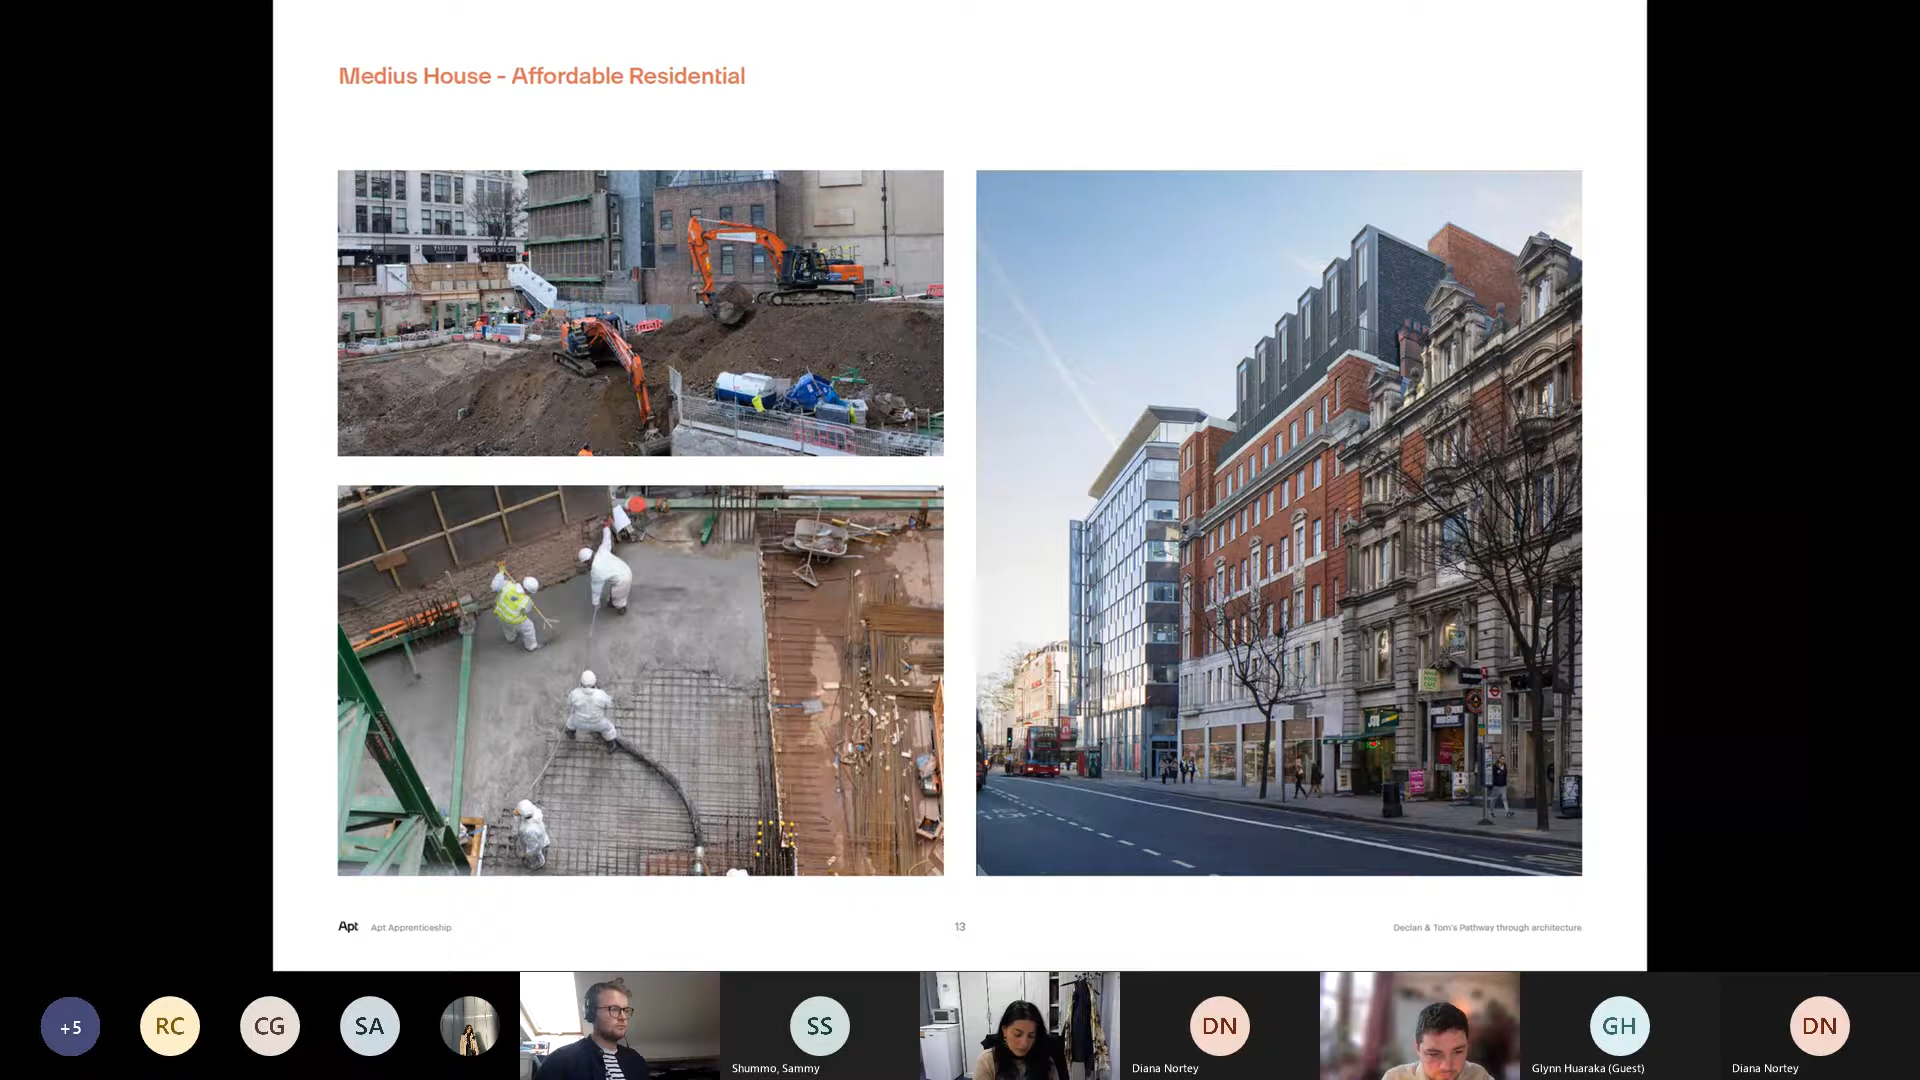 Medius House - Affordable Residential
Apt
Apt Apprenticeship
13
Declan & Tom's Pathway through architecture
+5
RC
CG
SA
SS
Shummo, Sammy
DN
Diana Nortey
GH
Glynn Huaraka (Guest)
DN
Diana Nortey